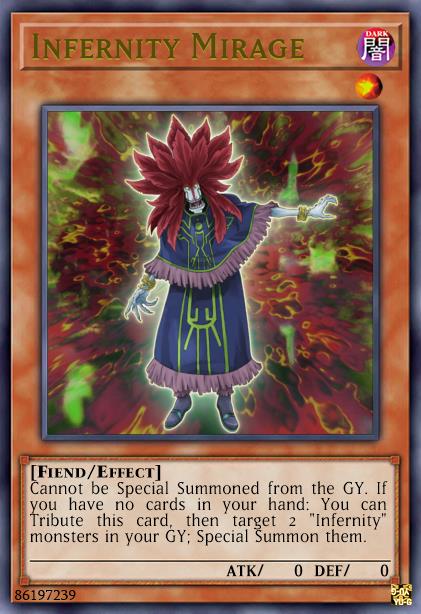 Infernity Mirage
DARK
闇
[Fiend/Effect]
Cannot be Special Summoned from the GY. If
you have no cards in your hand: You can
Tribute this card, then target 2 "Infernity"
monsters in your GY; Special Summon them.
ATK/ 0 DEF/ 0
86197239